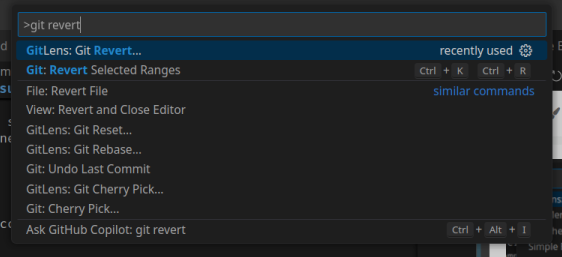 >git revert
GitLens: Git Revert... recently used
Git: Revert Selected Ranges Ctrl + K Ctrl + R
File: Revert File similar commands
View: Revert and Close Editor
GitLens: Git Reset...
GitLens: Git Rebase...
Git: Undo Last Commit
GitLens: Git Cherry Pick...
Git: Cherry Pick...
Ask GitHub Copilot: git revert Ctrl + Alt + I
Simple